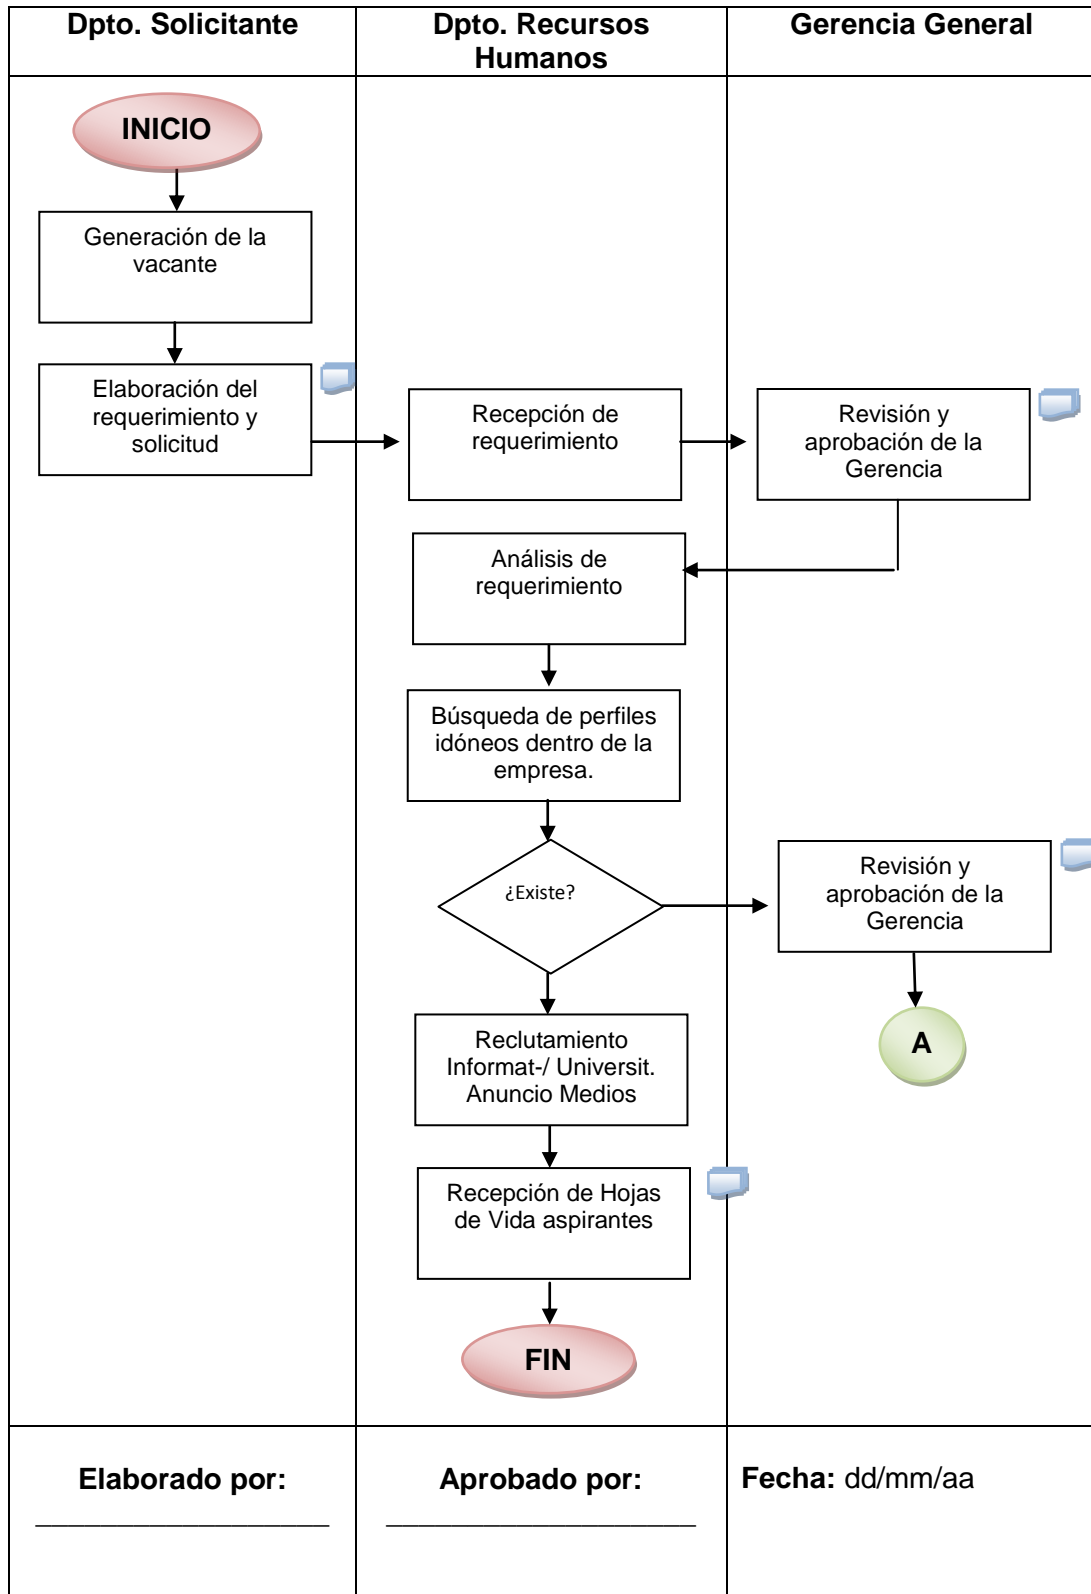 Dpto. Solicitante
Dpto. Recursos
Humanos
Gerencia General
INICIO
Generación de la
vacante
Elaboración del
requerimiento y
solicitud
Recepción de
requerimiento
Revisión y
aprobación de la
Gerencia
Análisis de
requerimiento
Búsqueda de perfiles
idóneos dentro de la
empresa.
¿Existe?
Revisión y
aprobación de la
Gerencia
A
Reclutamiento
Informat-/ Universit.
Anuncio Medios
Recepción de Hojas
de Vida aspirantes
FIN
Elaborado por:
Aprobado por:
Fecha: dd/mm/aa